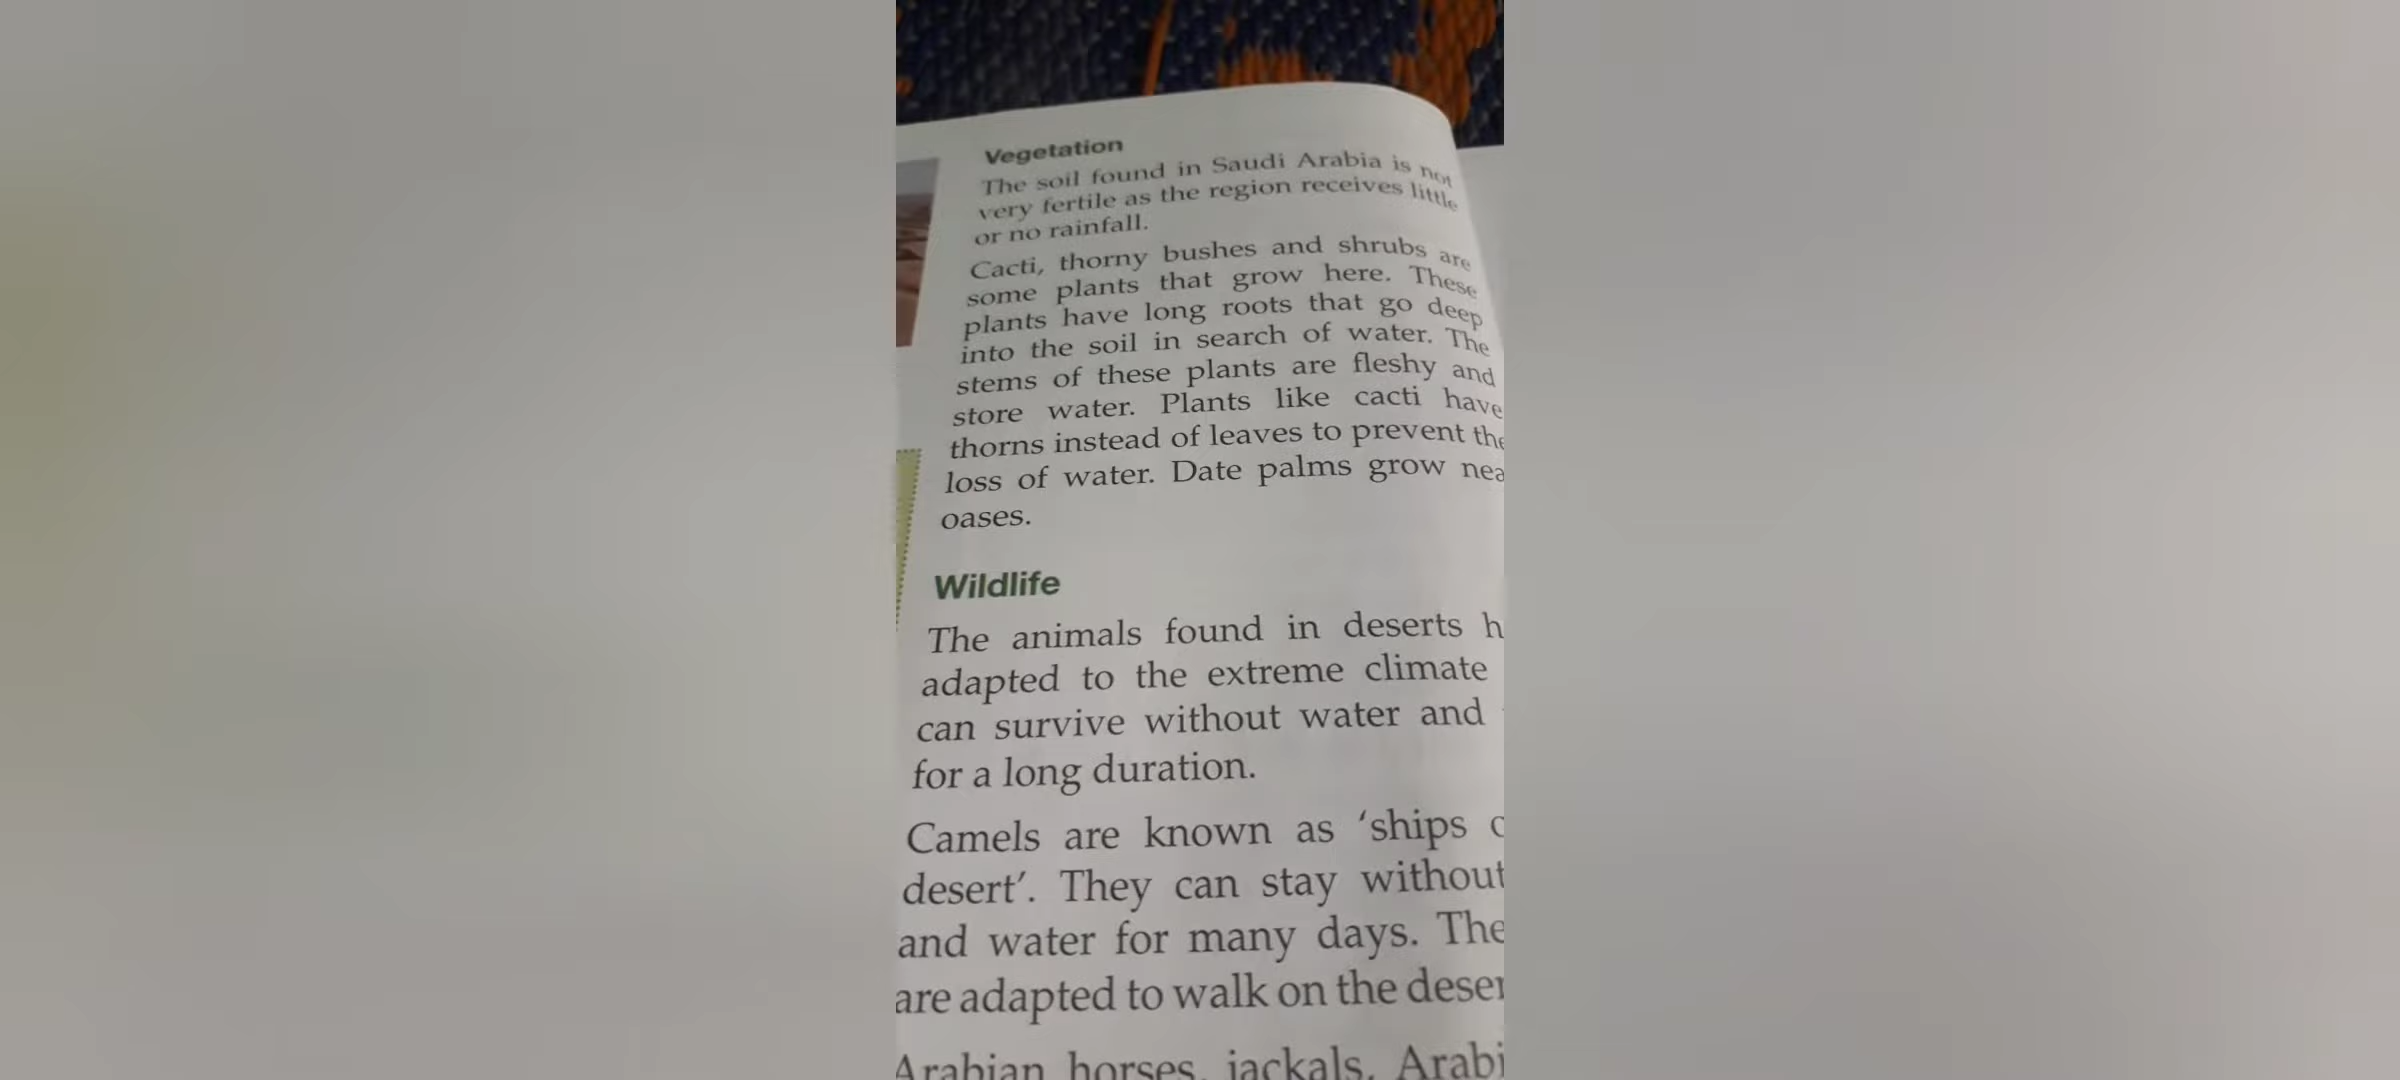 Vegetation
The soil found in Saudi Arabia is not
very fertile as the region receives little
or no rainfall.
Cacti, thorny bushes and shrubs are
some plants that grow here. These
plants have long roots that go deep
into the soil in search of water. The
stems of these plants are fleshy and
store water. Plants like cacti have
thorns instead of leaves to prevent the
loss of water. Date palms grow
oases.
Wildlife
The animals found in deserts
adapted to the extreme climate
can survive without water and
for a long duration.
Camels are known as ‘ships
desert’. They can stay without
and water for many days.
are adapted to walk on the
Arabian horses, jackals,